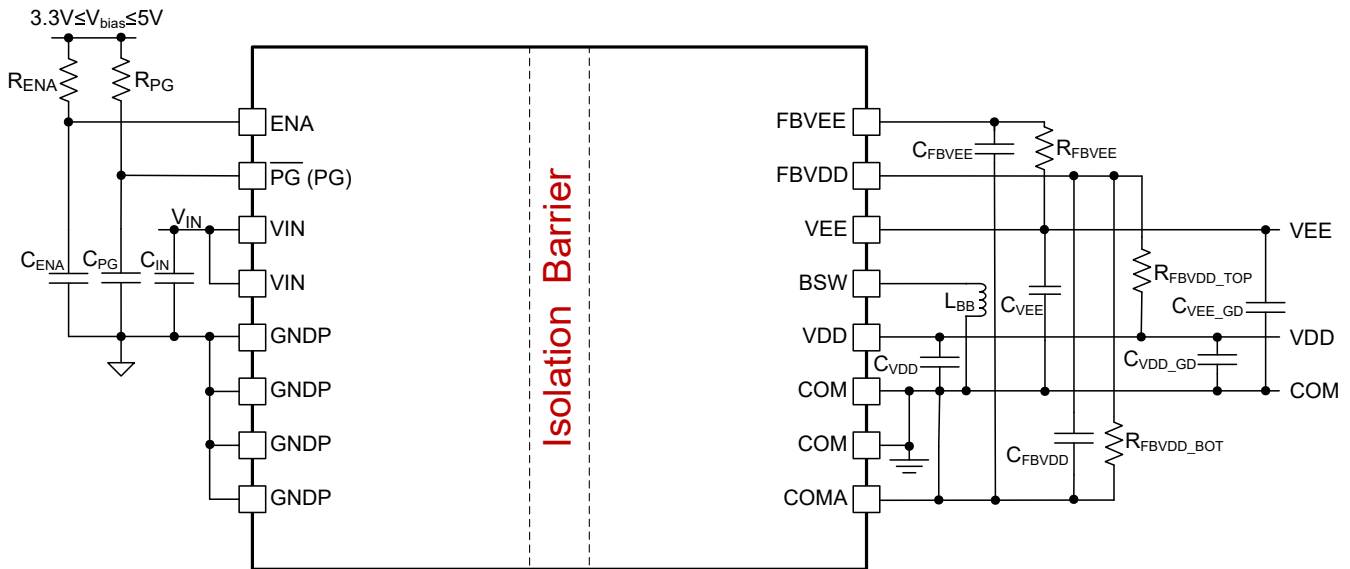 3.3V≤Vbias≤5V
RENA
RPG
ENA
PG (PG)
VIN
VIN
VIN
GNDP
GNDP
GNDP
GNDP
CENA
CPG
CIN
Isolation Barrier
FBVEE
FBVDD
VEE
BSW
VDD
COM
COM
COMA
CFBVEE
RFBVEE
LBB
CVEE
CVDD
RFBVDD_TOP
CVEE_GD
CVDD_GD
CFBVDD
RFBVDD_BOT
VEE
VDD
COM